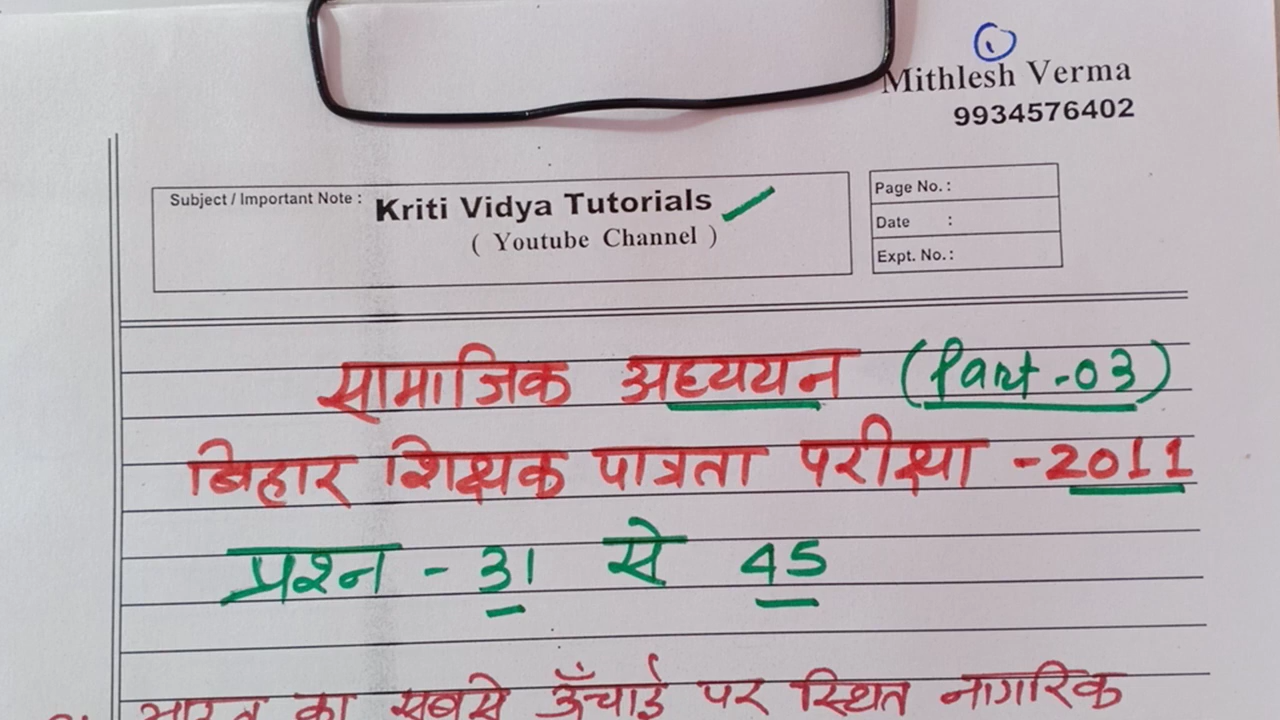 1
Mithlesh Verma
9934576402
Subject / Important Note : Kriti Vidya Tutorials
( Youtube Channel )
Page No. :
Date :
Expt. No. :
सामाजिक अध्ययन (Part-03)
बिहार शिक्षक पात्रता परीक्षा -2011
प्रश्न - 31 से 45
भारत का सबसे ऊँचाई पर स्थित नागरिक